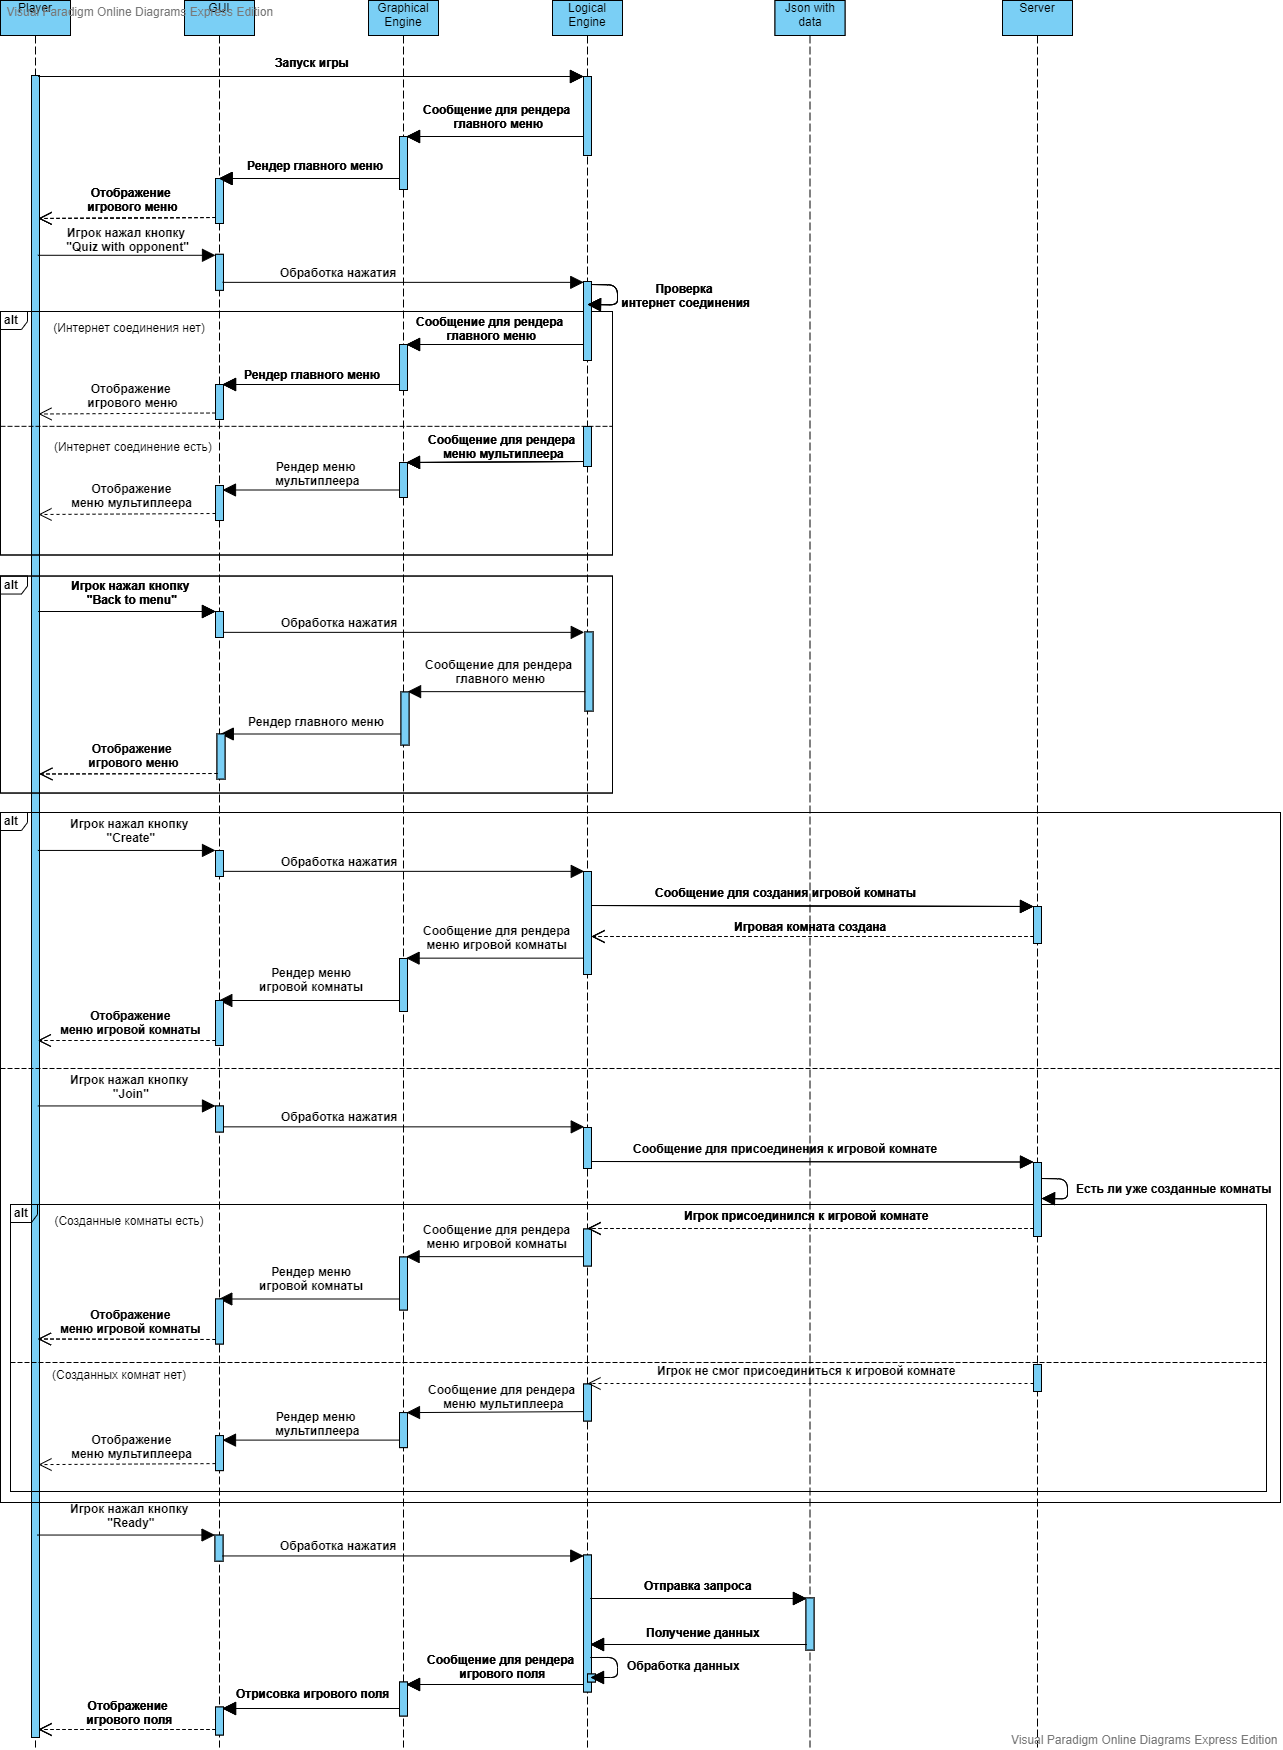 Visual Paradigm Online Diagrams Express Edition
Player
GUI
Graphical
Engine
Logical
Engine
Json with
data
Server
Запуск игры
Сообщение для рендера
главного меню
Рендер главного меню
Отображение
игрового меню
Игрок нажал кнопку
"Quiz with opponent"
Обработка нажатия
Проверка
интернет соединения
alt
(Интернет соединения нет)
Сообщение для рендера
главного меню
Рендер главного меню
Отображение
игрового меню
(Интернет соединение есть)
Сообщение для рендера
меню мультиплеера
Рендер меню
мультиплеера
Отображение
меню мультиплеера
alt
Игрок нажал кнопку
"Back to menu"
Обработка нажатия
Сообщение для рендера
главного меню
Рендер главного меню
Отображение
игрового меню
alt
Игрок нажал кнопку
"Create"
Обработка нажатия
Сообщение для создания игровой комнаты
Игровая комната создана
Сообщение для рендера
меню игровой комнаты
Рендер меню
игровой комнаты
Отображение
меню игровой комнаты
Игрок нажал кнопку
"Join"
Обработка нажатия
Сообщение для присоединения к игровой комнате
Есть ли уже созданные комнаты
alt
(Созданные комнаты есть)
Игрок присоединился к игровой комнате
Сообщение для рендера
меню игровой комнаты
Рендер меню
игровой комнаты
Отображение
меню игровой комнаты
(Созданных комнат нет)
Игрок не смог присоединиться к игровой комнате
Сообщение для рендера
меню мультиплеера
Рендер меню
мультиплеера
Отображение
меню мультиплеера
Игрок нажал кнопку
"Ready"
Обработка нажатия
Отправка запроса
Получение данных
Обработка данных
Сообщение для рендера
игрового поля
Отрисовка игрового поля
Отображение
игрового поля
Visual Paradigm Online Diagrams Express Edition